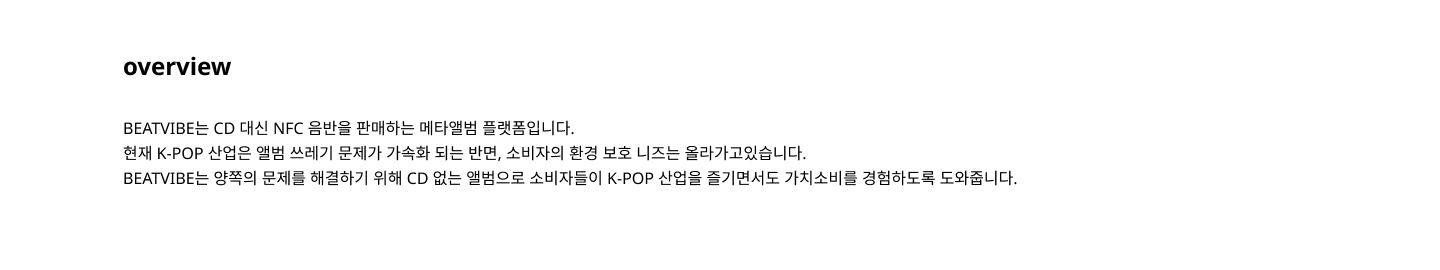 overview
BEATVIBE는 CD 대신 NFC 음반을 판매하는 메타앨범 플랫폼입니다.
현재 K-POP 산업은 앨범 쓰레기 문제가 가속화 되는 반면, 소비자의 환경 보호 니즈는 올라가고있습니다.
BEATVIBE는 양쪽의 문제를 해결하기 위해 CD 없는 앨범으로 소비자들이 K-POP 산업을 즐기면서도 가치소비를 경험하도록 도와줍니다.